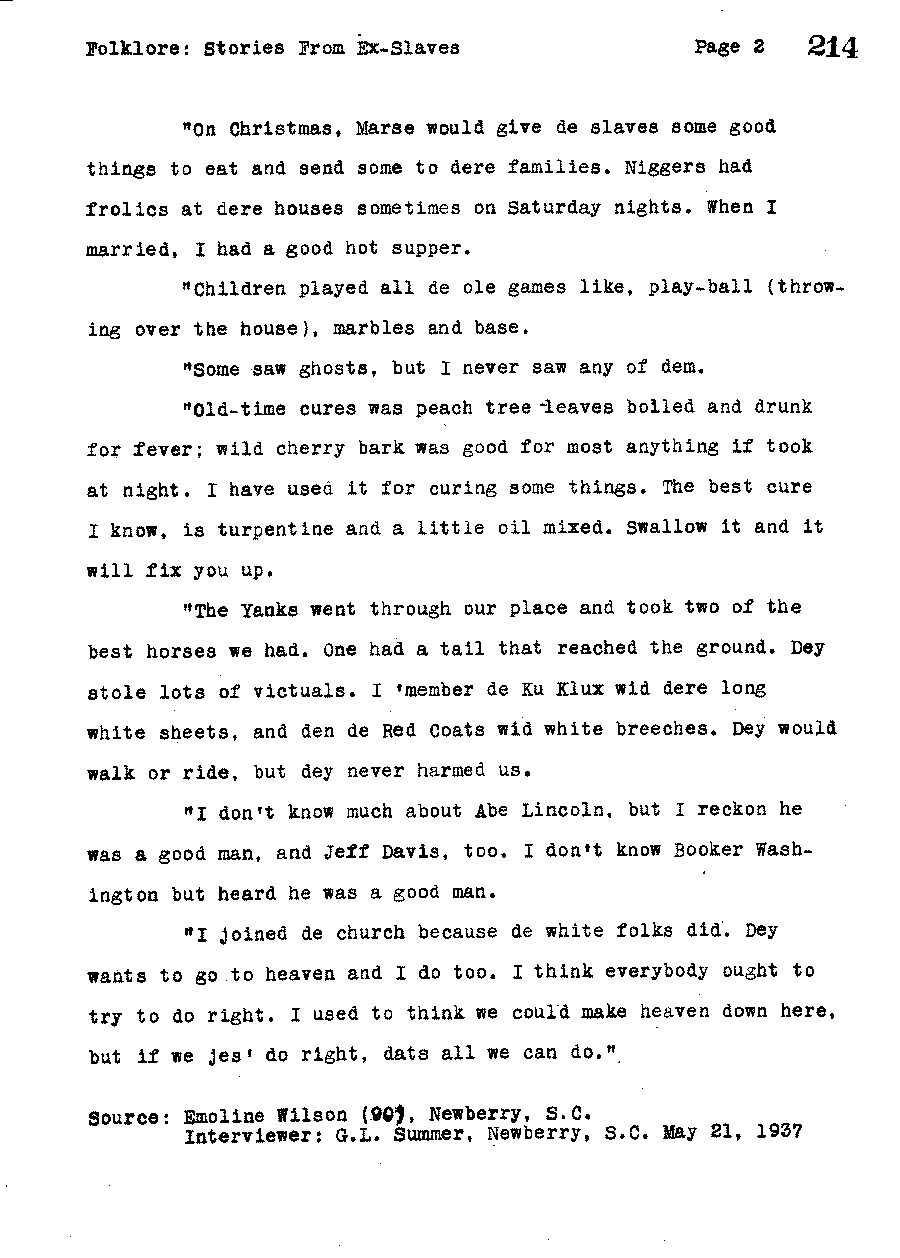 Folklore: Stories From Ex-Slaves Page 2 214
"On Christmas, Marse would give de slaves some good
things to eat and send some to dere families. Niggers had
frolics at dere houses sometimes on Saturday nights. When I
married, I had a good hot supper.
"Children played all de ole games like, play-ball (throw-
ing over the house), marbles and base.
"Some saw ghosts, but I never saw any of dem.
"Old-time cures was peach tree leaves boiled and drunk
for fever; wild cherry bark was good for most anything if took
at night. I have used it for curing some things. The best cure
I know, is turpentine and a little oil mixed. Swallow it and it
will fix you up.
"The Yanks went through our place and took two of the
best horses we had. One had a tail that reached the ground. Dey
stole lots of victuals. I 'member de Ku Klux wid dere long
white sheets, and den de Red Coats wid white breeches. Dey would
walk or ride, but dey never harmed us.
"I don't know much about Abe Lincoln, but I reckon he
was a good man, and Jeff Davis, too. I don't know Booker Wash-
ington but heard he was a good man.
"I joined de church because de white folks did. Dey
wants to go to heaven and I do too. I think everybody ought to
try to do right. I used to think we could make heaven down here,
but if we jes' do right, dats all we can do."
Source: Emoline Wilson (90), Newberry, S.C.
Interviewer: G.L. Summer, Newberry, S.C. May 21, 1937